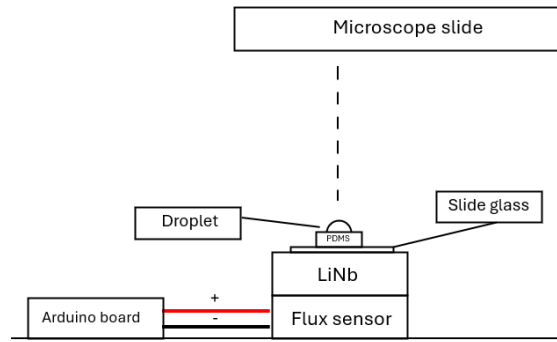 Microscope slide
Slide glass
Droplet
PDMS
LiNb
+
Arduino board
-
Flux sensor